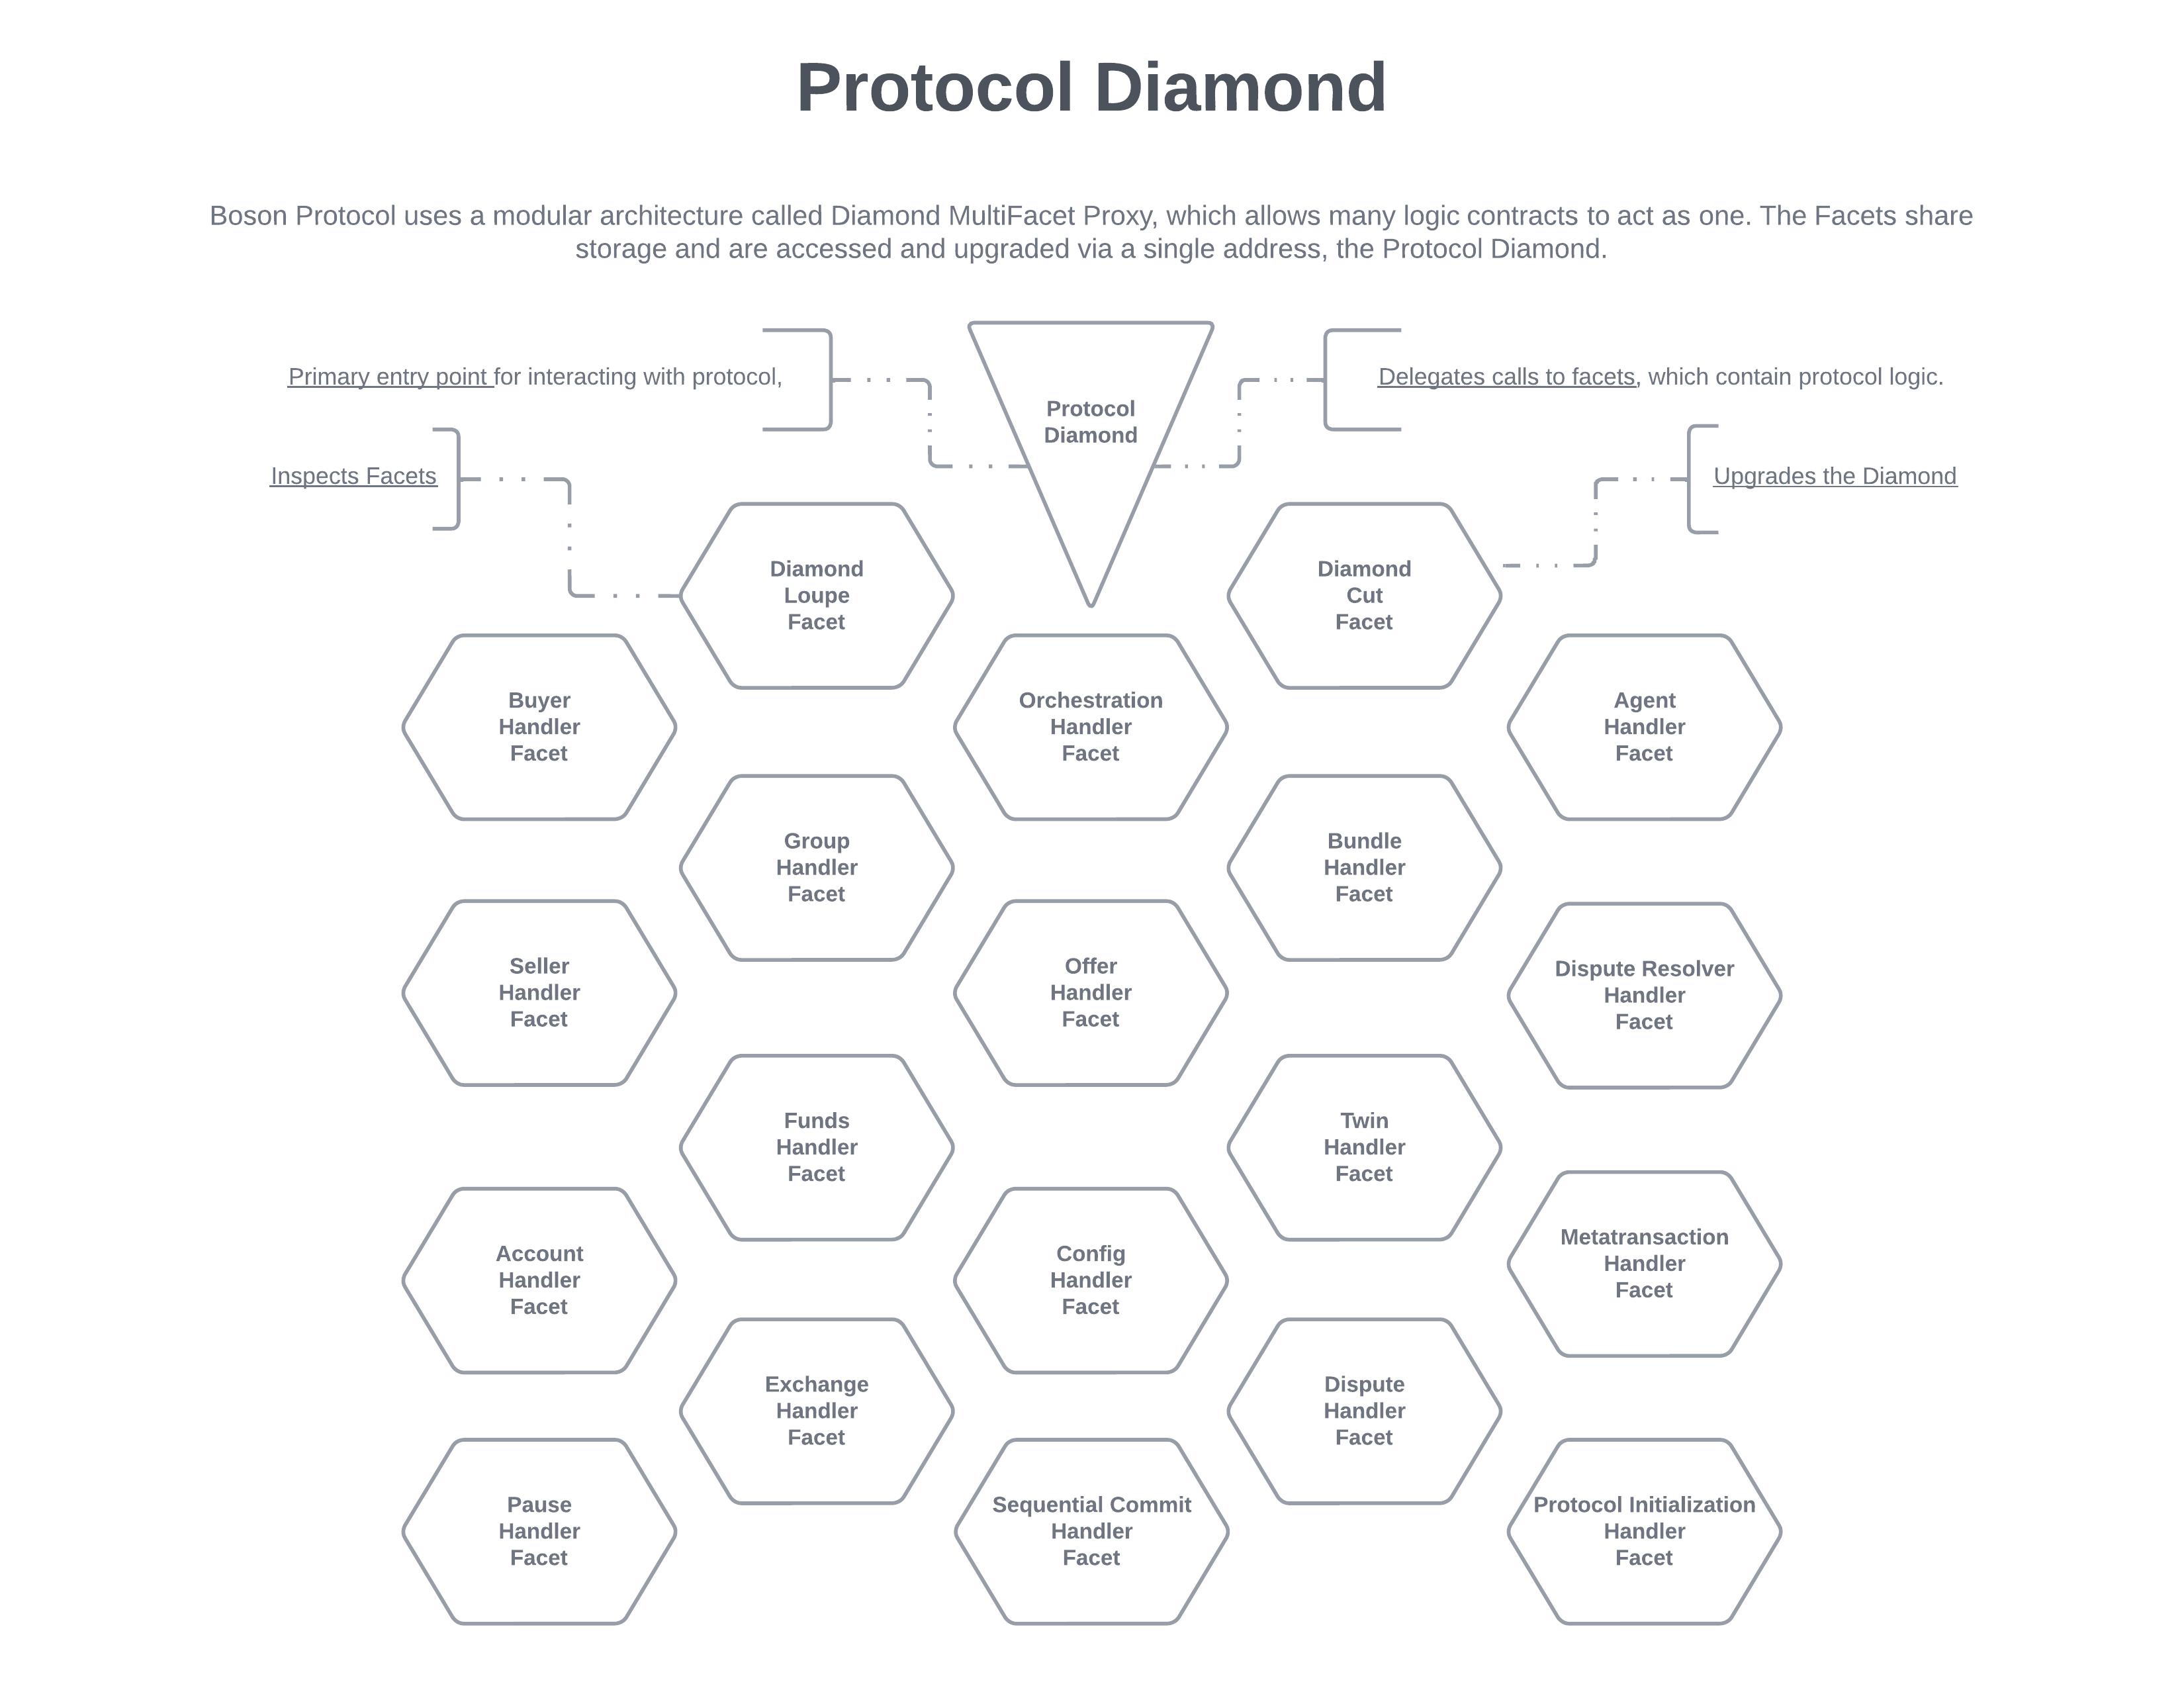 Protocol Diamond
Boson Protocol uses a modular architecture called Diamond MultiFacet Proxy, which allows many logic contracts to act as one. The Facets share
storage and are accessed and upgraded via a single address, the Protocol Diamond.
Primary entry point for interacting with protocol,
Protocol
Diamond
Delegates calls to facets, which contain protocol logic.
Inspects Facets
Upgrades the Diamond
Diamond
Loupe
Facet
Diamond
Cut
Facet
Buyer
Handler
Facet
Orchestration
Handler
Facet
Agent
Handler
Facet
Group
Handler
Facet
Bundle
Handler
Facet
Seller
Handler
Facet
Offer
Handler
Facet
Dispute Resolver
Handler
Facet
Funds
Handler
Facet
Twin
Handler
Facet
Account
Handler
Facet
Config
Handler
Facet
Metatransaction
Handler
Facet
Exchange
Handler
Facet
Dispute
Handler
Facet
Pause
Handler
Facet
Sequential Commit
Handler
Facet
Protocol Initialization
Handler
Facet